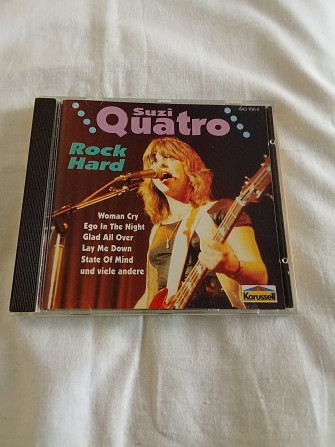 Suzi
Quatro
Rock
Hard
Woman Cry
Ego In The Night
Glad All Over
Lay Me Down
State Of Mind
und viele andere
Karussell